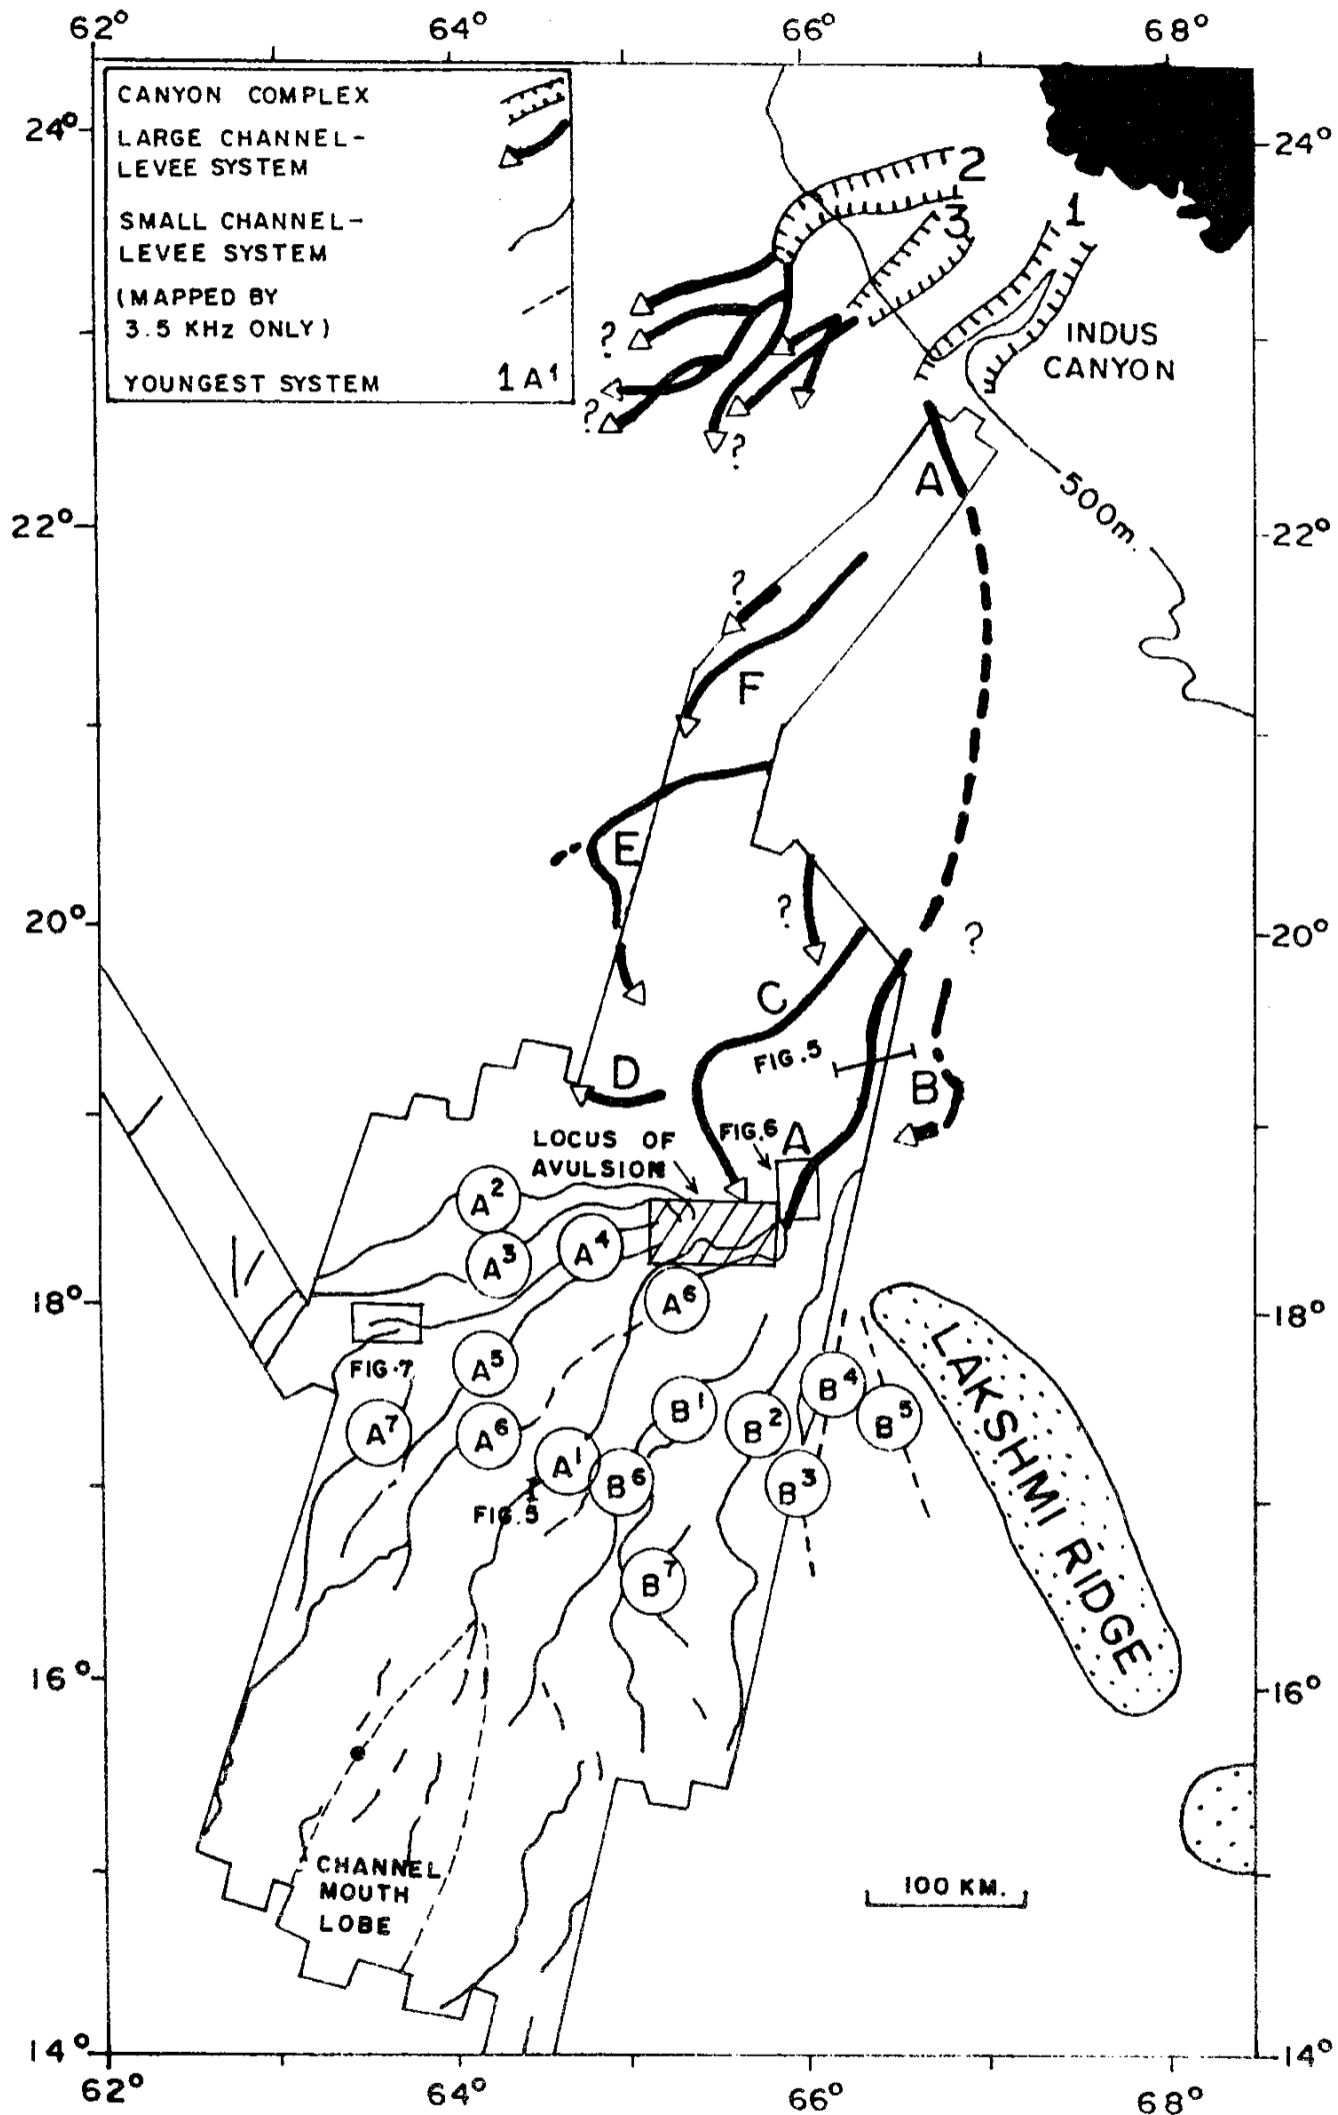 62° 64° 66° 68°
CANYON COMPLEX
LARGE CHANNEL-
LEVEE SYSTEM
SMALL CHANNEL-
LEVEE SYSTEM
(MAPPED BY
3.5 KHz ONLY)
YOUNGEST SYSTEM 1A¹
24° 24°
2
3
1
INDUS
CANYON
?
?
?
A
500m.
22° 22°
?
F
E
?
20° 20°
?
C
FIG.5
D
B
FIG.6
A
LOCUS OF
AVULSION
A²
A³
A⁴
A⁶
18° 18°
FIG.7
A⁵
B⁴
A⁷
A⁶
B¹
B²
B⁵
A¹
B⁶
B³
FIG.5
B⁷
LAKSHMI RIDGE
16° 16°
CHANNEL
MOUTH
LOBE
100 KM.
14° 14°
62° 64° 66° 68°